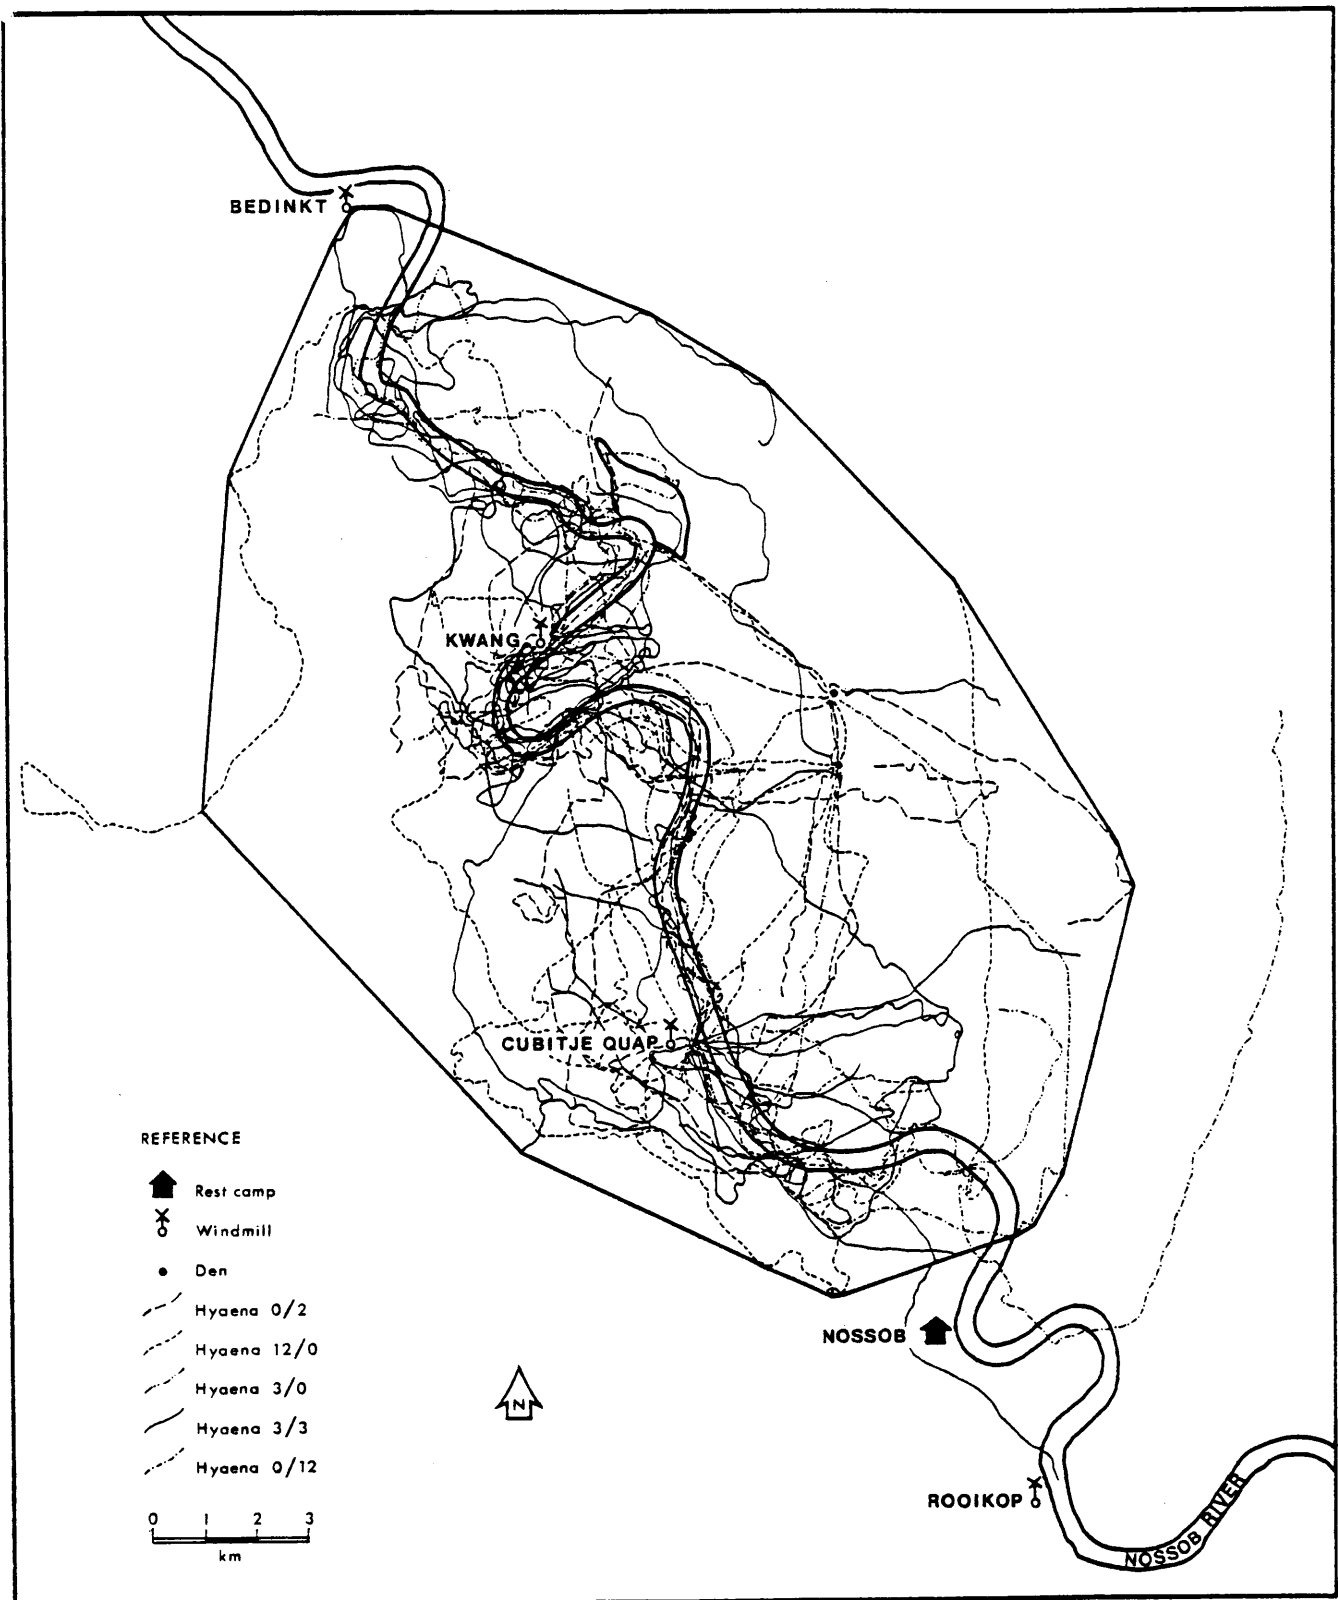 BEDINKT
KWANG
CUBITJE QUAP
REFERENCE
Rest camp
Windmill
Den
Hyaena 0/2
Hyaena 12/0
Hyaena 3/0
Hyaena 3/3
Hyaena 0/12
0 1 2 3
km
N
NOSSOB
ROOIKOP
NOSSOB RIVER